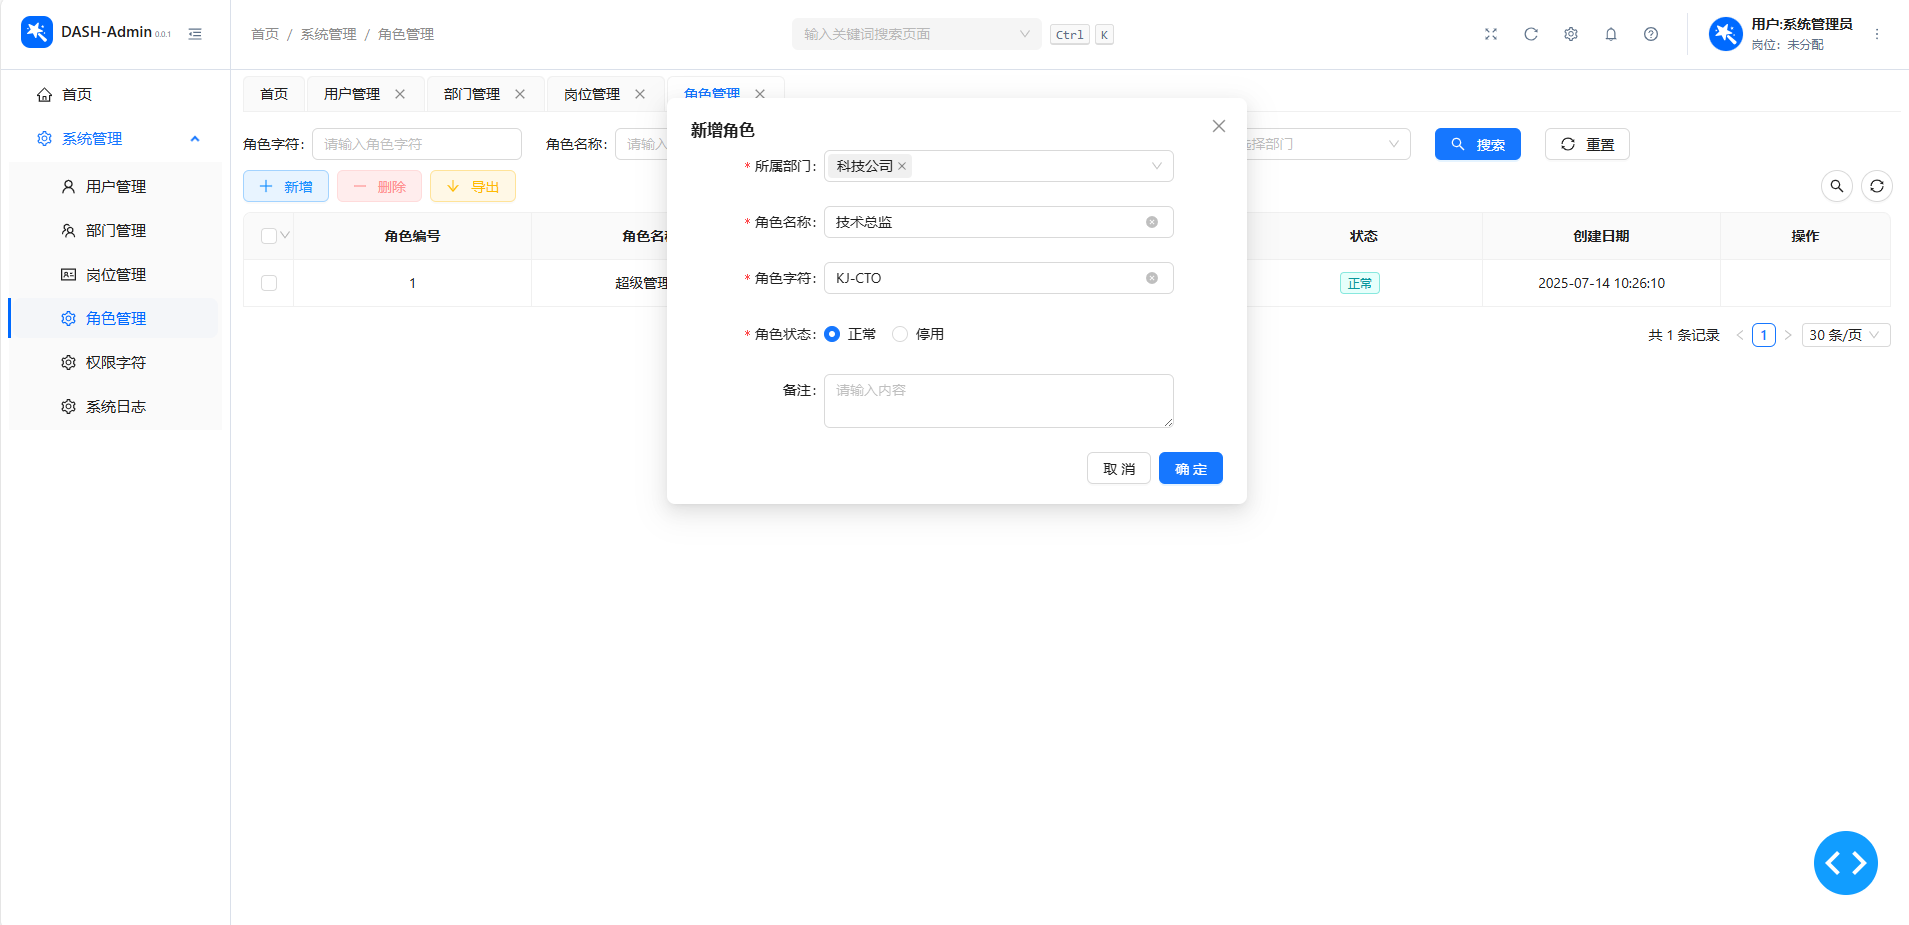 DASH-Admin 0.0.1
首页 / 系统管理 / 角色管理
输入关键词搜索页面
Ctrl K
用户:系统管理员
岗位：未分配
首页
系统管理
用户管理
部门管理
岗位管理
角色管理
权限字符
系统日志
首页 用户管理 部门管理 岗位管理 角色管理
角色字符: 请输入角色字符 角色名称: 请输入 择部门 搜索 重置
新增 删除 导出
角色编号 角色名 状态 创建日期 操作
1 超级管理 正常 2025-07-14 10:26:10
共 1 条记录 1 30 条/页
新增角色
* 所属部门: 科技公司
* 角色名称: 技术总监
* 角色字符: KJ-CTO
* 角色状态: 正常 停用
备注: 请输入内容
取 消 确 定